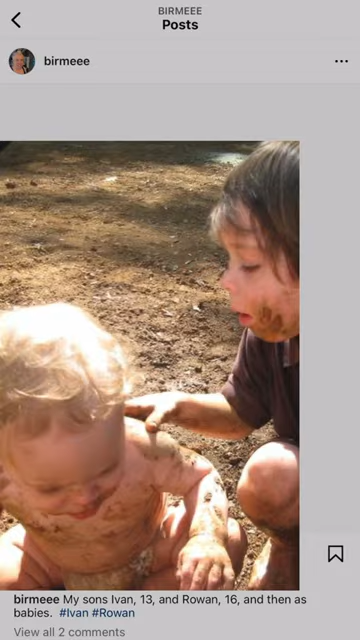 BIRMEEE
Posts
birmeee
birmeee My sons Ivan, 13, and Rowan, 16, and then as
babies. #Ivan #Rowan
View all 2 comments